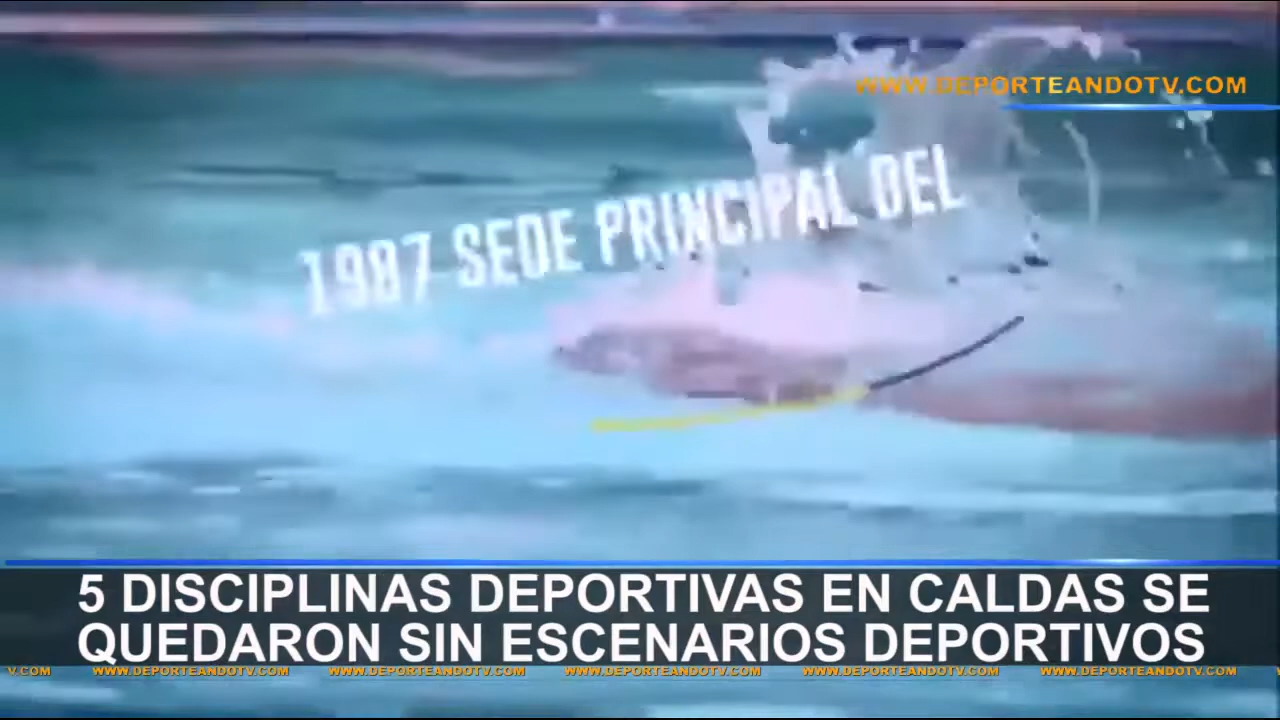 WWW.DEPORTEANDOTV.COM
1987 SEDE PRINCIPAL DEL
5 DISCIPLINAS DEPORTIVAS EN CALDAS SE
QUEDARON SIN ESCENARIOS DEPORTIVOS
V.COM WWW.DEPORTEANDOTV.COM WWW.DEPORTEANDOTV.COM WWW.DEPORTEANDOTV.COM WWW.DEPORTEANDOTV.COM WWW.DEPORTEANDOTV.COM